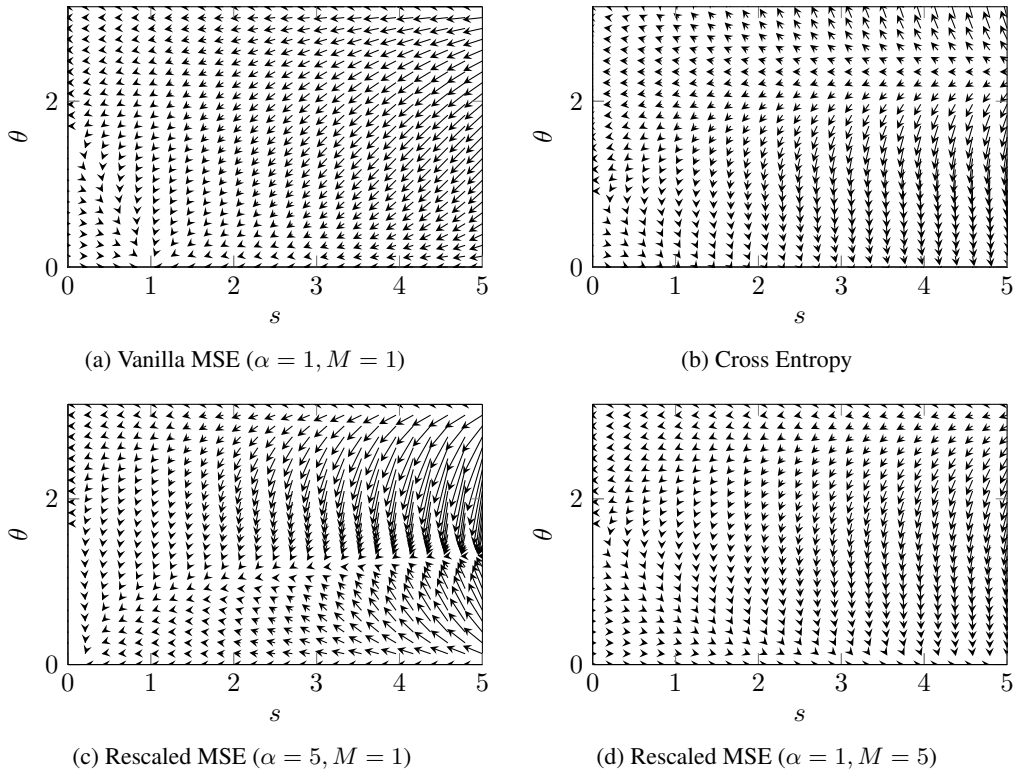 2
0
θ
0 1 2 3 4 5
s
(a) Vanilla MSE (α = 1, M = 1)
2
0
θ
0 1 2 3 4 5
s
(b) Cross Entropy
2
0
θ
0 1 2 3 4 5
s
(c) Rescaled MSE (α = 5, M = 1)
2
0
θ
0 1 2 3 4 5
s
(d) Rescaled MSE (α = 1, M = 5)